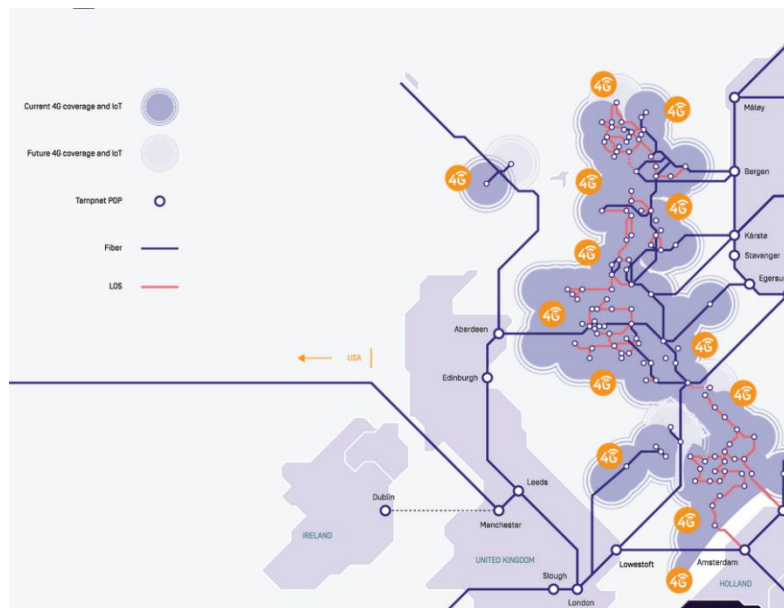 Current 4G coverage and IoT
Future 4G coverage and IoT
Tampnet POP
Fiber
LOS
USA
4G
4G
4G
4G
4G
4G
4G
4G
4G
4G
4G
4G
4G
Måløy
Bergen
Kårstø
Stavanger
Egersu
Aberdeen
Edinburgh
Leeds
Dublin
Manchester
IRELAND
UNITED KINGDOM
Lowestoft
Amsterdam
Slough
HOLLAND
London